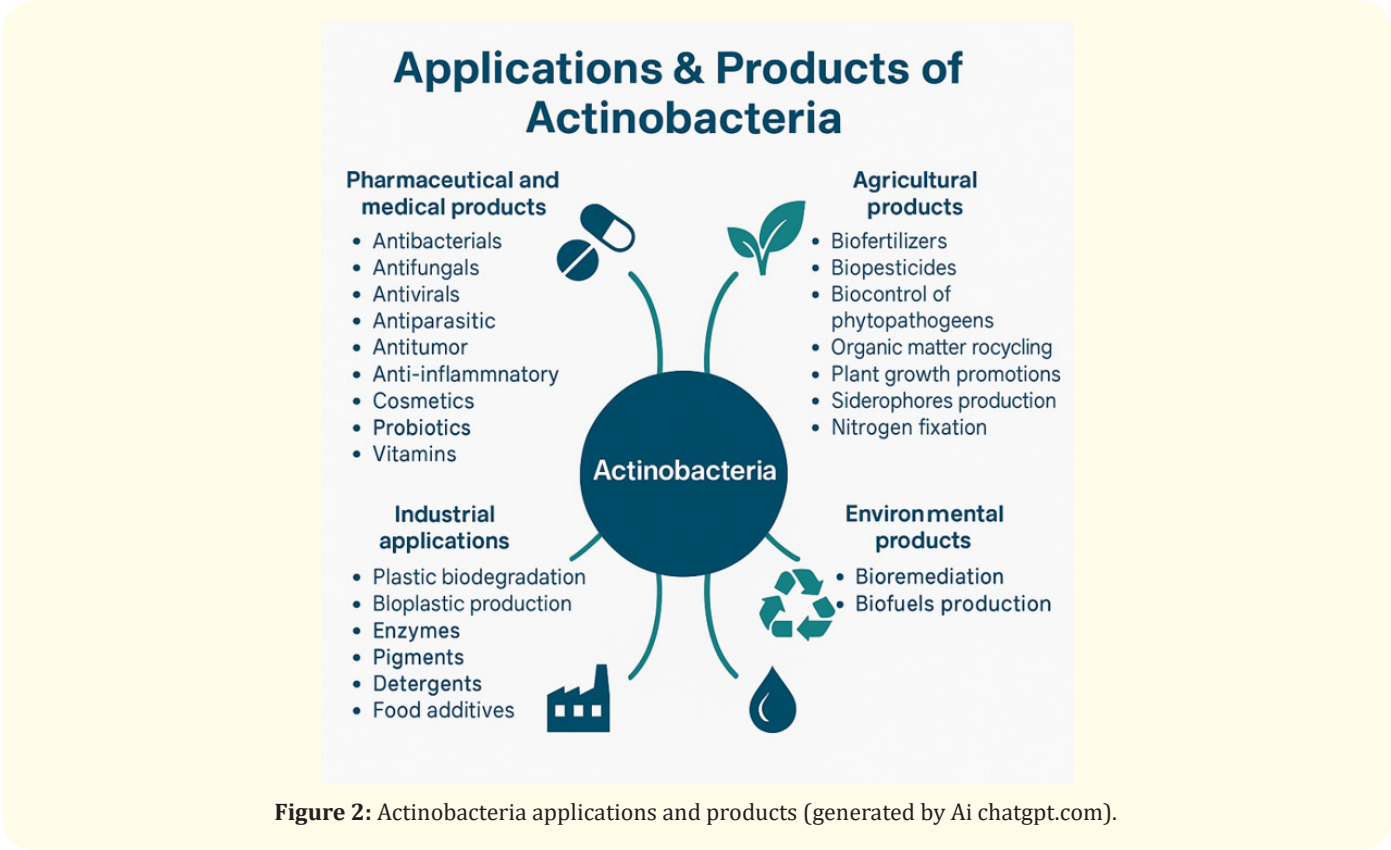 Applications & Products of
Actinobacteria
Pharmaceutical and
medical products
• Antibacterials
• Antifungals
• Antivirals
• Antiparasitic
• Antitumor
• Anti-inflammnatory
• Cosmetics
• Probiotics
• Vitamins
Agricultural
products
• Biofertilizers
• Biopesticides
• Biocontrol of
phytopathogeens
• Organic matter rocycling
• Plant growth promotions
• Siderophores production
• Nitrogen fixation
Actinobacteria
Industrial
applications
• Plastic biodegradation
• Bloplastic production
• Enzymes
• Pigments
• Detergents
• Food additives
Environmental
products
• Bioremediation
• Biofuels production
Figure 2: Actinobacteria applications and products (generated by Ai chatgpt.com).